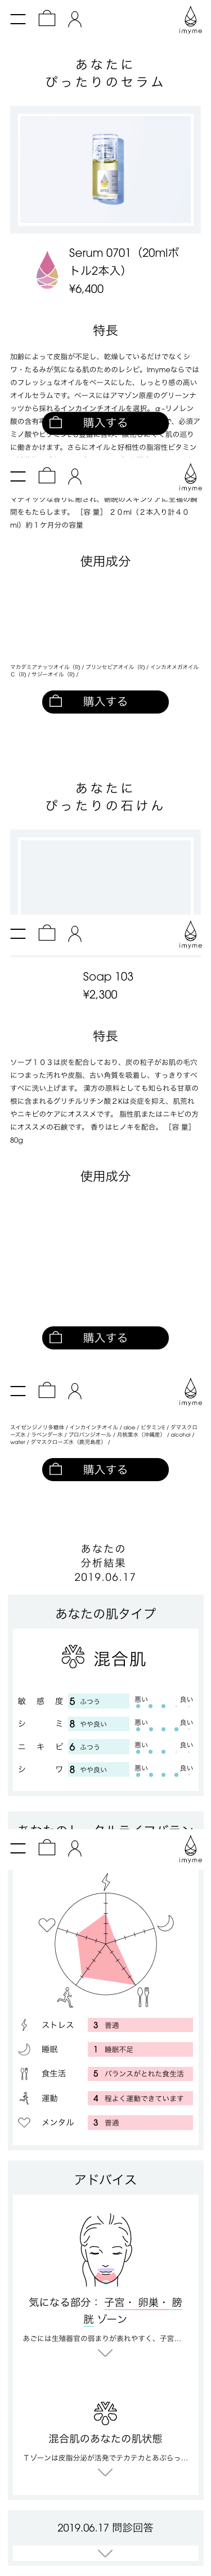 imyme
あなたに
ぴったりのセラム
Serum 0701（20mlボ
トル2本入）
¥6,400
特長
加齢によって皮脂が不足し、乾燥しているだけでなくシ
ワ・たるみが気になる肌のためのレシピ。imymeならでは
のフレッシュなオイルをベースにした、しっとり感の高い
オイルセラムです。ベースにはアマゾン原産のグリーンナ
ッツから採れるインカインチオイルを選択。α-リノレン
酸の含有
購入する
、必須ア
ミノ酸や
肌の巡り
に働きかけます。さらにオイルと好相性の脂溶性ビタミン
imyme
間をもたらします。［容 量］ ２０ml（２本入り計４０
ml）約１ケ月分の容量
使用成分
マカダミアナッツオイル（R) / プリンセピアオイル（R) / インカオメガオイル
C（R) / サジーオイル（R) /
購入する
あなたに
ぴったりの石けん
imyme
Soap 103
¥2,300
特長
ソープ１０３は炭を配合しており、炭の粒子がお肌の毛穴
につまった汚れや皮脂、古い角質を吸着し、すっきりすべ
すべに洗い上げます。 漢方の原料としても知られる甘草の
根に含まれるグリチルリチン酸２Kは炎症を抑え、肌荒れ
やニキビのケアにオススメです。 脂性肌またはニキビの方
にオススメの石鹸です。 香りはヒノキを配合。［容 量］
80g
使用成分
購入する
imyme
スイゼンジノリ多糖体 / インカインチオイル / aloe / ビタミンE / ダマスクロ
ーズ水 / ラベンダー水 / プロパンジオール / 月桃葉水（沖縄産） / alcohol /
water / ダマスクローズ水（鹿児島産） /
購入する
あなたの
分析結果
2019.06.17
あなたの肌タイプ
混合肌
敏感度 5 ふつう 悪い 良い
シミ 8 やや良い 悪い 良い
ニキビ 6 ふつう 悪い 良い
シワ 8 やや良い 悪い 良い
imyme
ストレス 3 普通
睡眠 1 睡眠不足
食生活 5 バランスがとれた食生活
運動 4 程よく運動できています
メンタル 3 普通
アドバイス
気になる部分： 子宮・ 卵巣・ 膀
胱 ゾーン
あごには生殖器官の弱まりが表れやすく、子宮…
混合肌のあなたの肌状態
Ｔゾーンは皮脂分泌が活発でテカテカとあぶらっ…
2019.06.17 問診回答